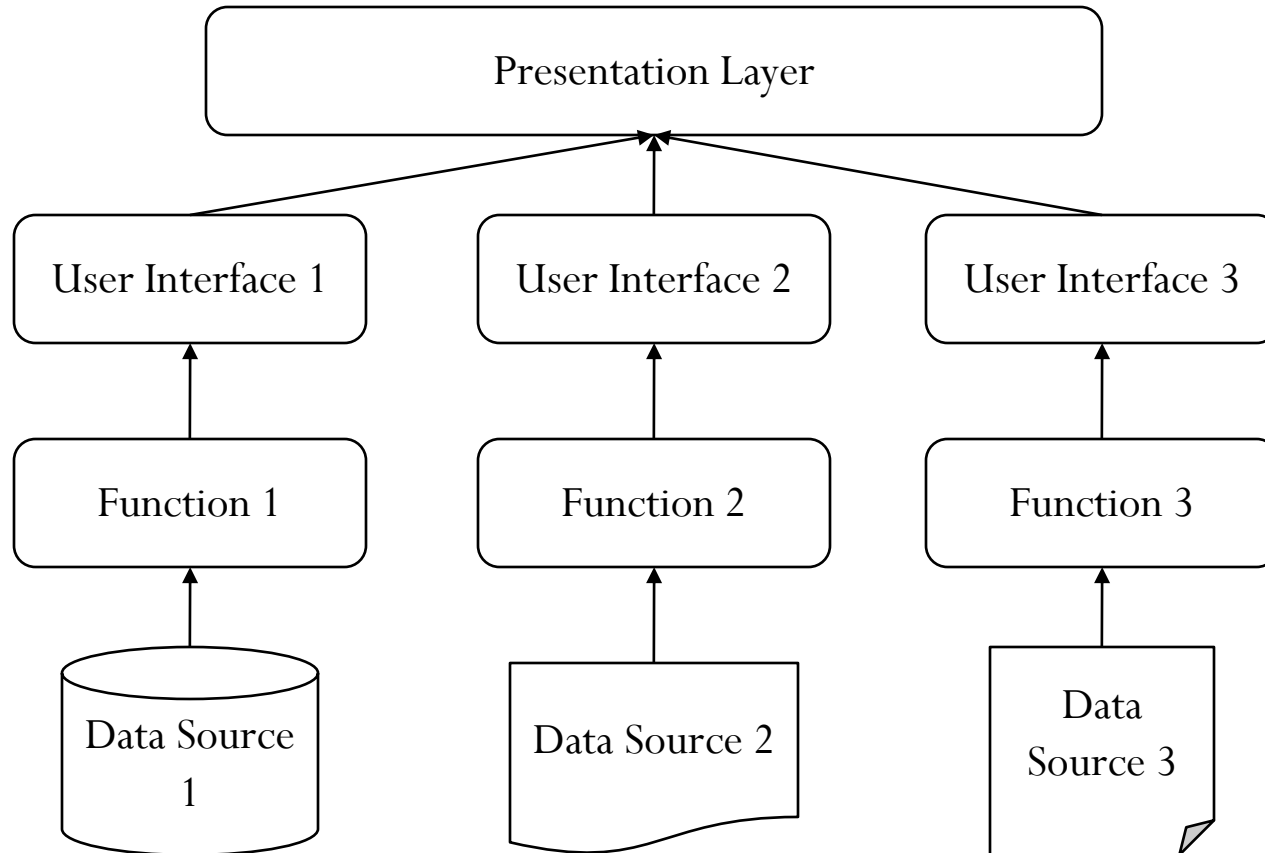 Presentation Layer
User Interface 1
User Interface 2
User Interface 3
Function 1
Function 2
Function 3
Data Source
1
Data Source 2
Data
Source 3